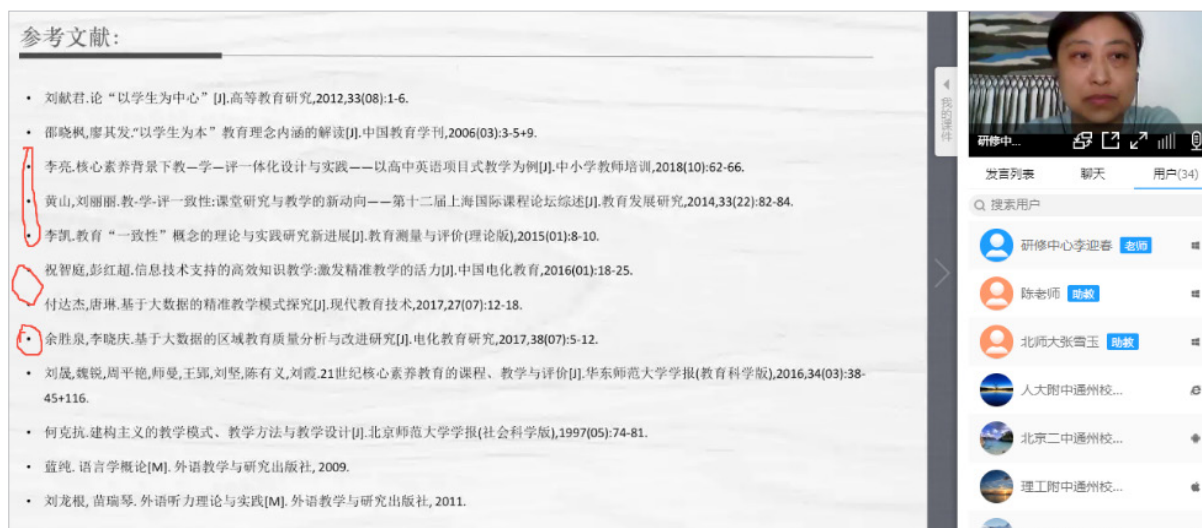 参考文献:
• 刘献君.论“以学生为中心”[J].高等教育研究,2012,33(08):1-6.
• 邵晓枫,廖其发.“以学生为本”教育理念内涵的解读[J].中国教育学刊,2006(03):3-5+9.
• 李亮.核心素养背景下教—学—评一体化设计与实践——以高中英语项目式教学为例[J].中小学教师培训,2018(10):62-66.
• 黄山,刘丽丽.教-学-评一致性:课堂研究与教学的新动向——第十二届上海国际课程论坛综述[J].教育发展研究,2014,33(22):82-84.
• 李凯.教育“一致性”概念的理论与实践研究新进展[J].教育测量与评价(理论版),2015(01):8-10.
• 祝智庭,彭红超.信息技术支持的高效知识教学:激发精准教学的活力[J].中国电化教育,2016(01):18-25.
• 付达杰,唐琳.基于大数据的精准教学模式探究[J].现代教育技术,2017,27(07):12-18.
• 余胜泉,李晓庆.基于大数据的区域教育质量分析与改进研究[J].电化教育研究,2017,38(07):5-12.
• 刘晟,魏锐,周平艳,师曼,王郢,刘坚,陈有义,刘霞.21世纪核心素养教育的课程、教学与评价[J].华东师范大学学报(教育科学版),2016,34(03):38-
45+116.
• 何克抗.建构主义的教学模式、教学方法与教学设计[J].北京师范大学学报(社会科学版),1997(05):74-81.
• 蓝纯. 语言学概论[M]. 外语教学与研究出版社, 2009.
• 刘龙根, 苗瑞琴. 外语听力理论与实践[M]. 外语教学与研究出版社, 2011.
我的课件
研修中...
发言列表 聊天 用户(34)
搜索用户
研修中心李迎春 老师
陈老师 助教
北师大张雪玉 助教
人大附中通州校...
北京二中通州校...
理工附中通州校...